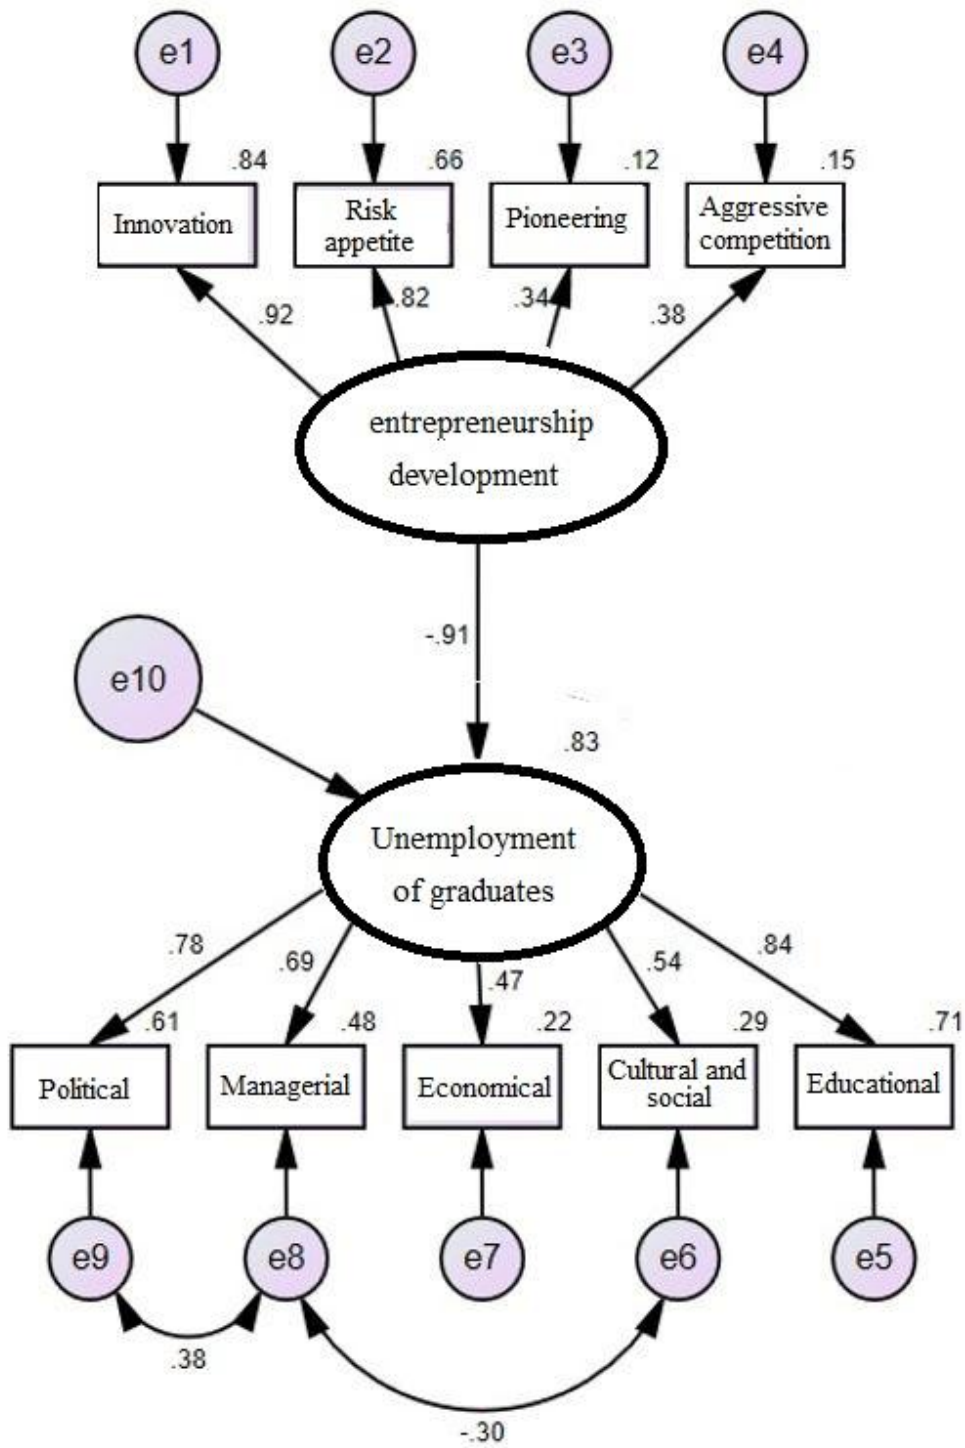 e1 e2 e3 e4
.84 .66 .12 .15
Innovation
Risk
appetite
Pioneering
Aggressive
competition
.92 .82 .34 .38
entrepreneurship
development
-.91
e10
.83
Unemployment
of graduates
.78 .69 .47 .54 .84
.61 .48 .22 .29 .71
Political
Managerial
Economical
Cultural and
social
Educational
e9 e8 e7 e6 e5
.38
-.30